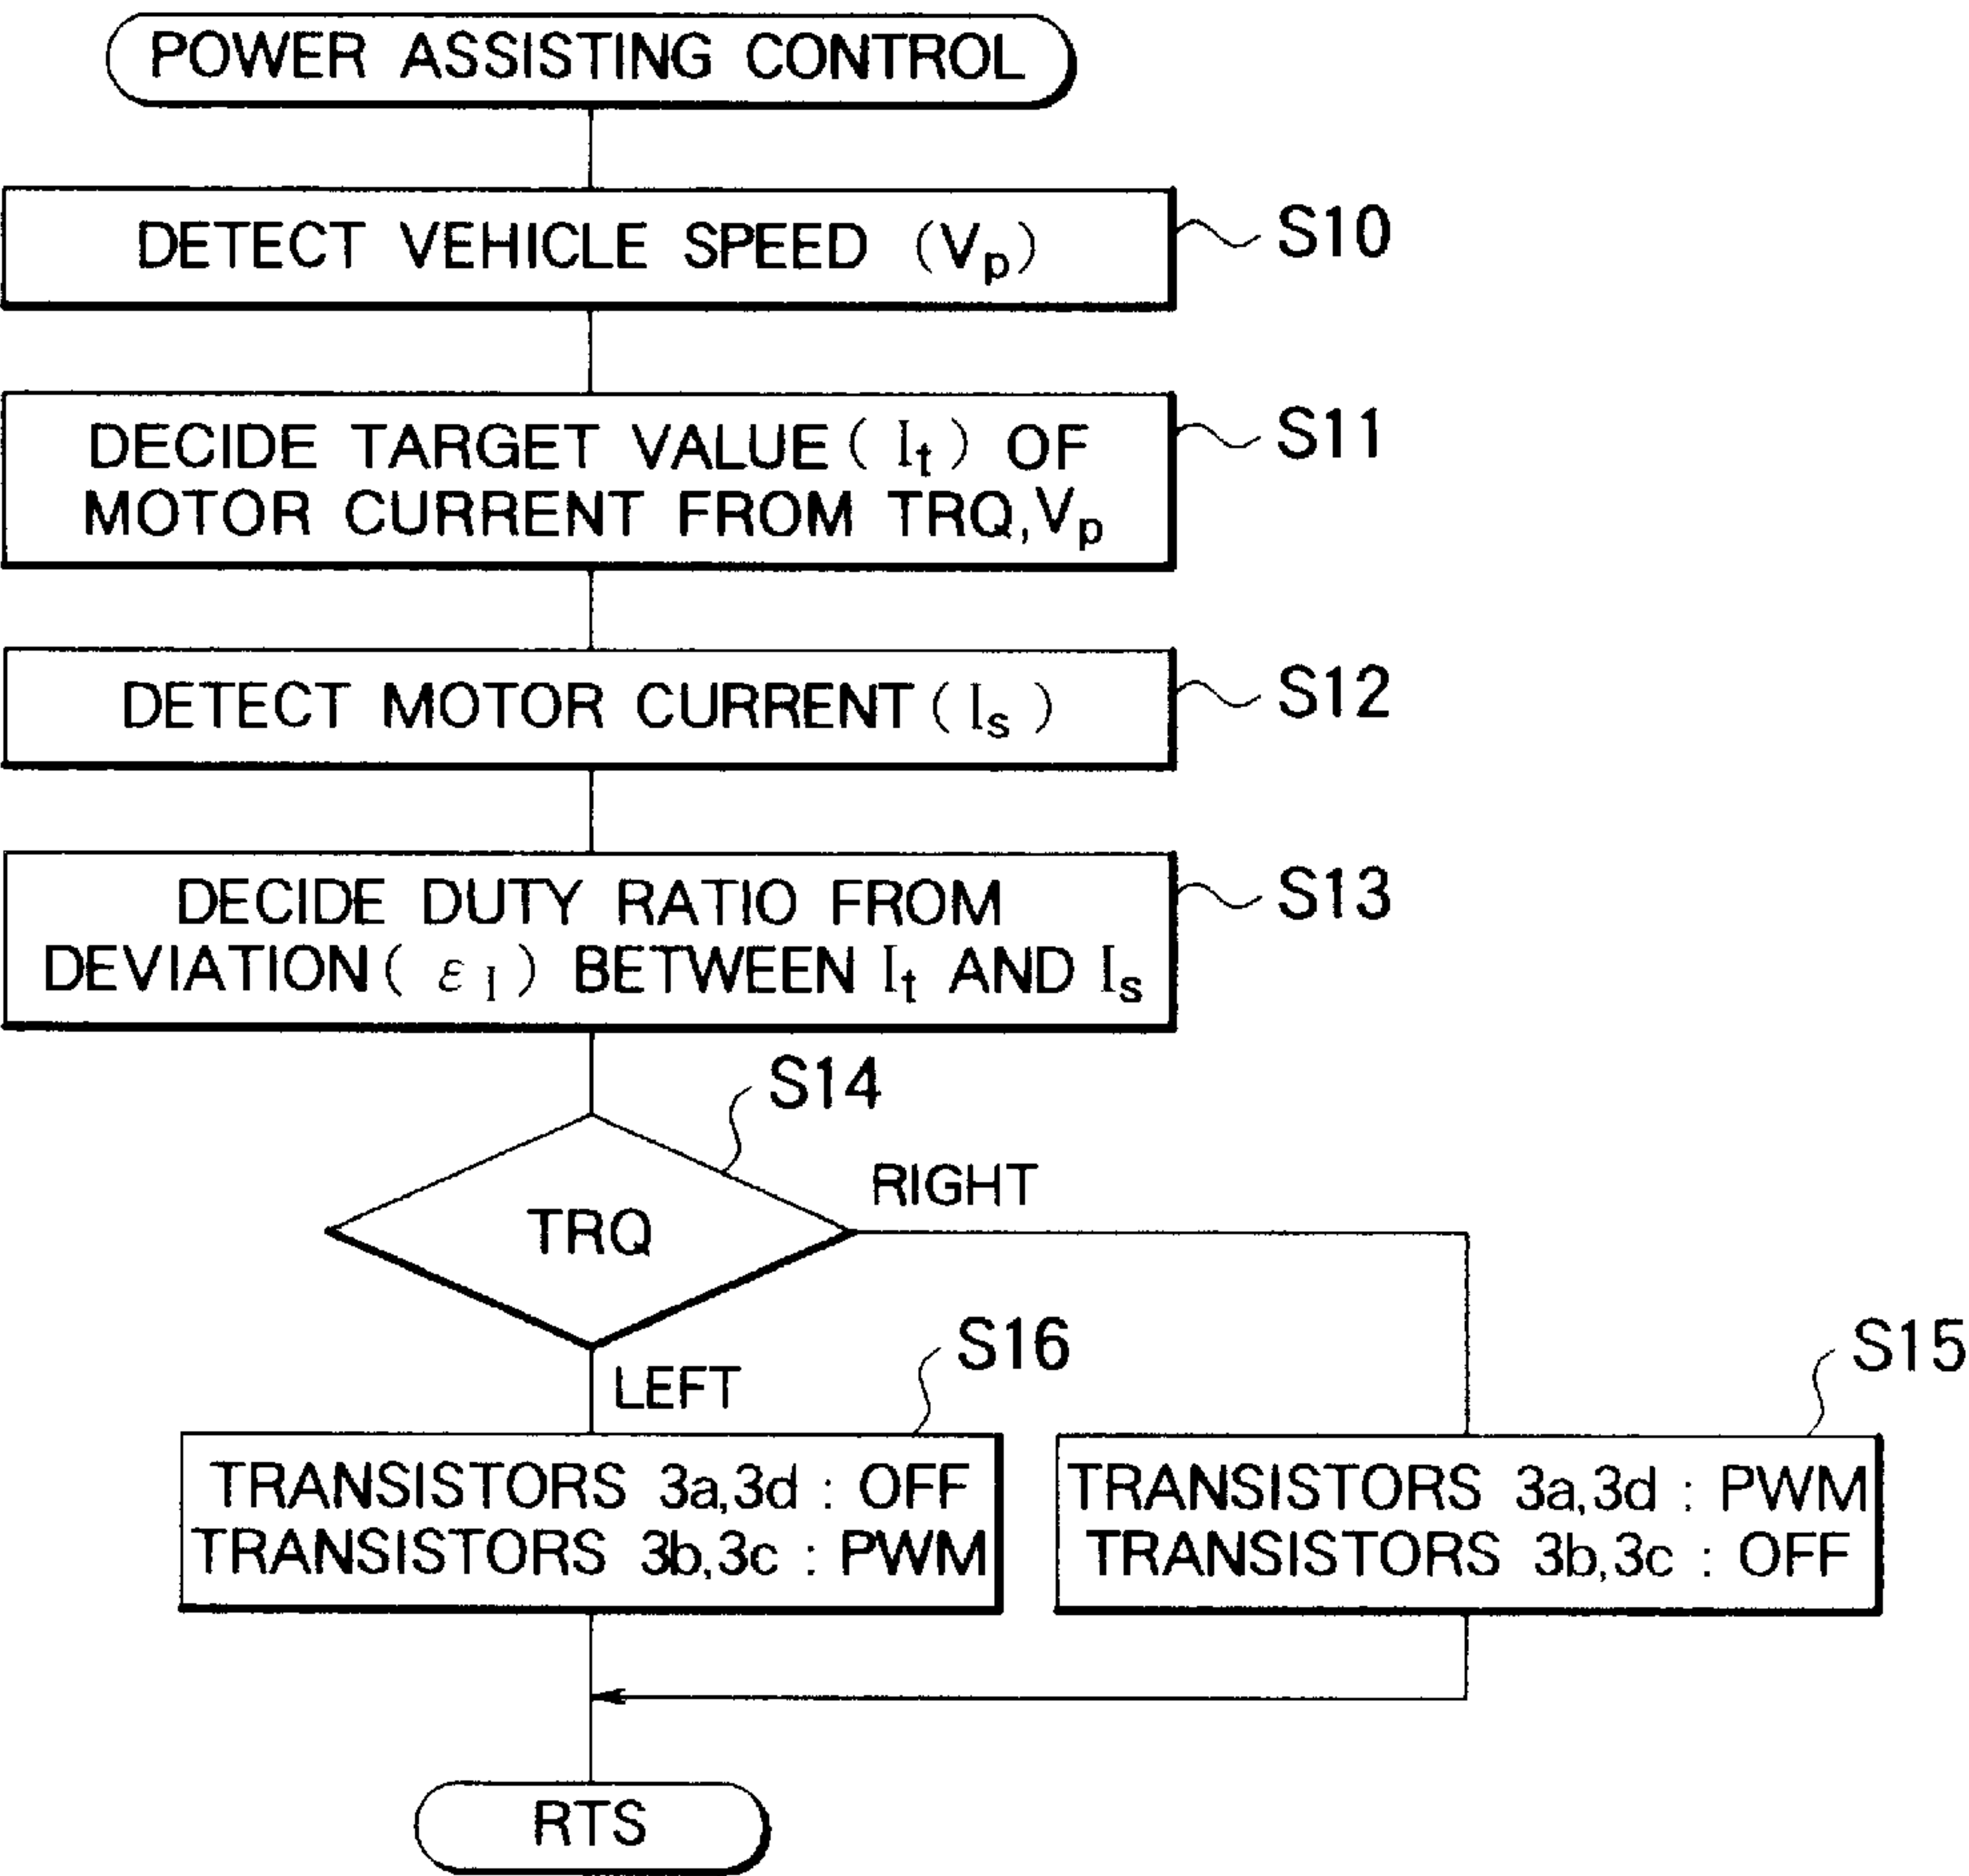 POWER ASSISTING CONTROL
DETECT VEHICLE SPEED (Vp)
S10
DECIDE TARGET VALUE (It) OF
MOTOR CURRENT FROM TRQ, Vp
S11
DETECT MOTOR CURRENT (Is)
S12
DECIDE DUTY RATIO FROM
DEVIATION ( εI ) BETWEEN It AND Is
S13
S14
TRQ
RIGHT
LEFT
S16
TRANSISTORS 3a,3d : OFF
TRANSISTORS 3b,3c : PWM
S15
TRANSISTORS 3a,3d : PWM
TRANSISTORS 3b,3c : OFF
RTS